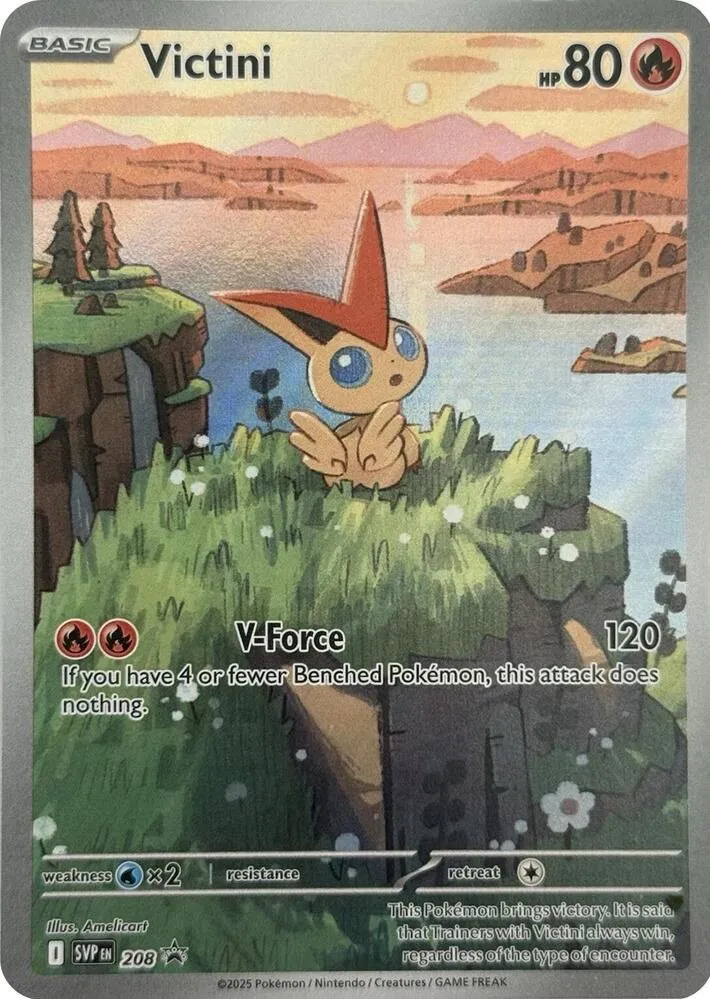 BASIC
Victini
HP 80
V-Force 120
If you have 4 or fewer Benched Pokémon, this attack does
nothing.
weakness ×2 resistance retreat
Illus. Amelicart
This Pokémon brings victory. It is said
that Trainers with Victini always win,
regardless of the type of encounter.
I SVP EN 208
©2025 Pokémon / Nintendo / Creatures / GAME FREAK